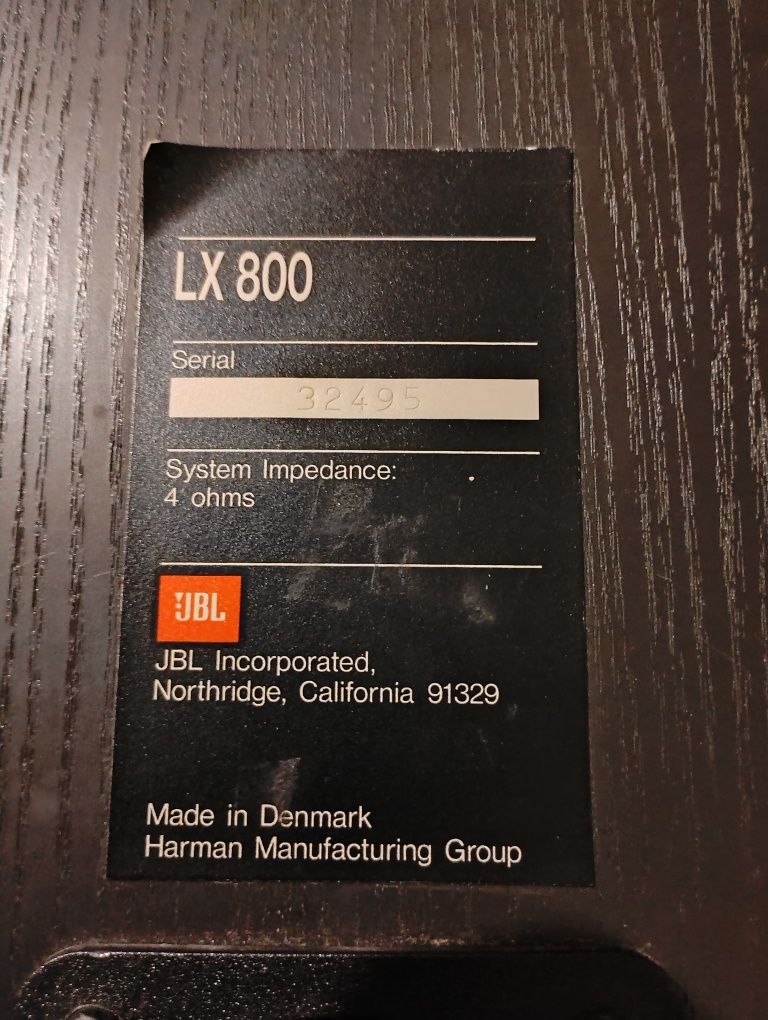 LX 800
Serial
32495
System Impedance:
4 ohms
JBL
JBL Incorporated,
Northridge, California 91329
Made in Denmark
Harman Manufacturing Group